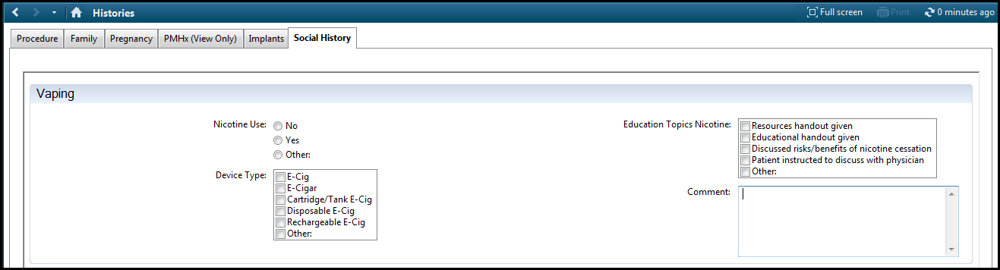 Histories
Full screen
Print
0 minutes ago
Procedure
Family
Pregnancy
PMHx (View Only)
Implants
Social History
Vaping
Nicotine Use:
No
Yes
Other:
Device Type:
E-Cig
E-Cigar
Cartridge/Tank E-Cig
Disposable E-Cig
Rechargeable E-Cig
Other:
Education Topics Nicotine:
Resources handout given
Educational handout given
Discussed risks/benefits of nicotine cessation
Patient instructed to discuss with physician
Other:
Comment: